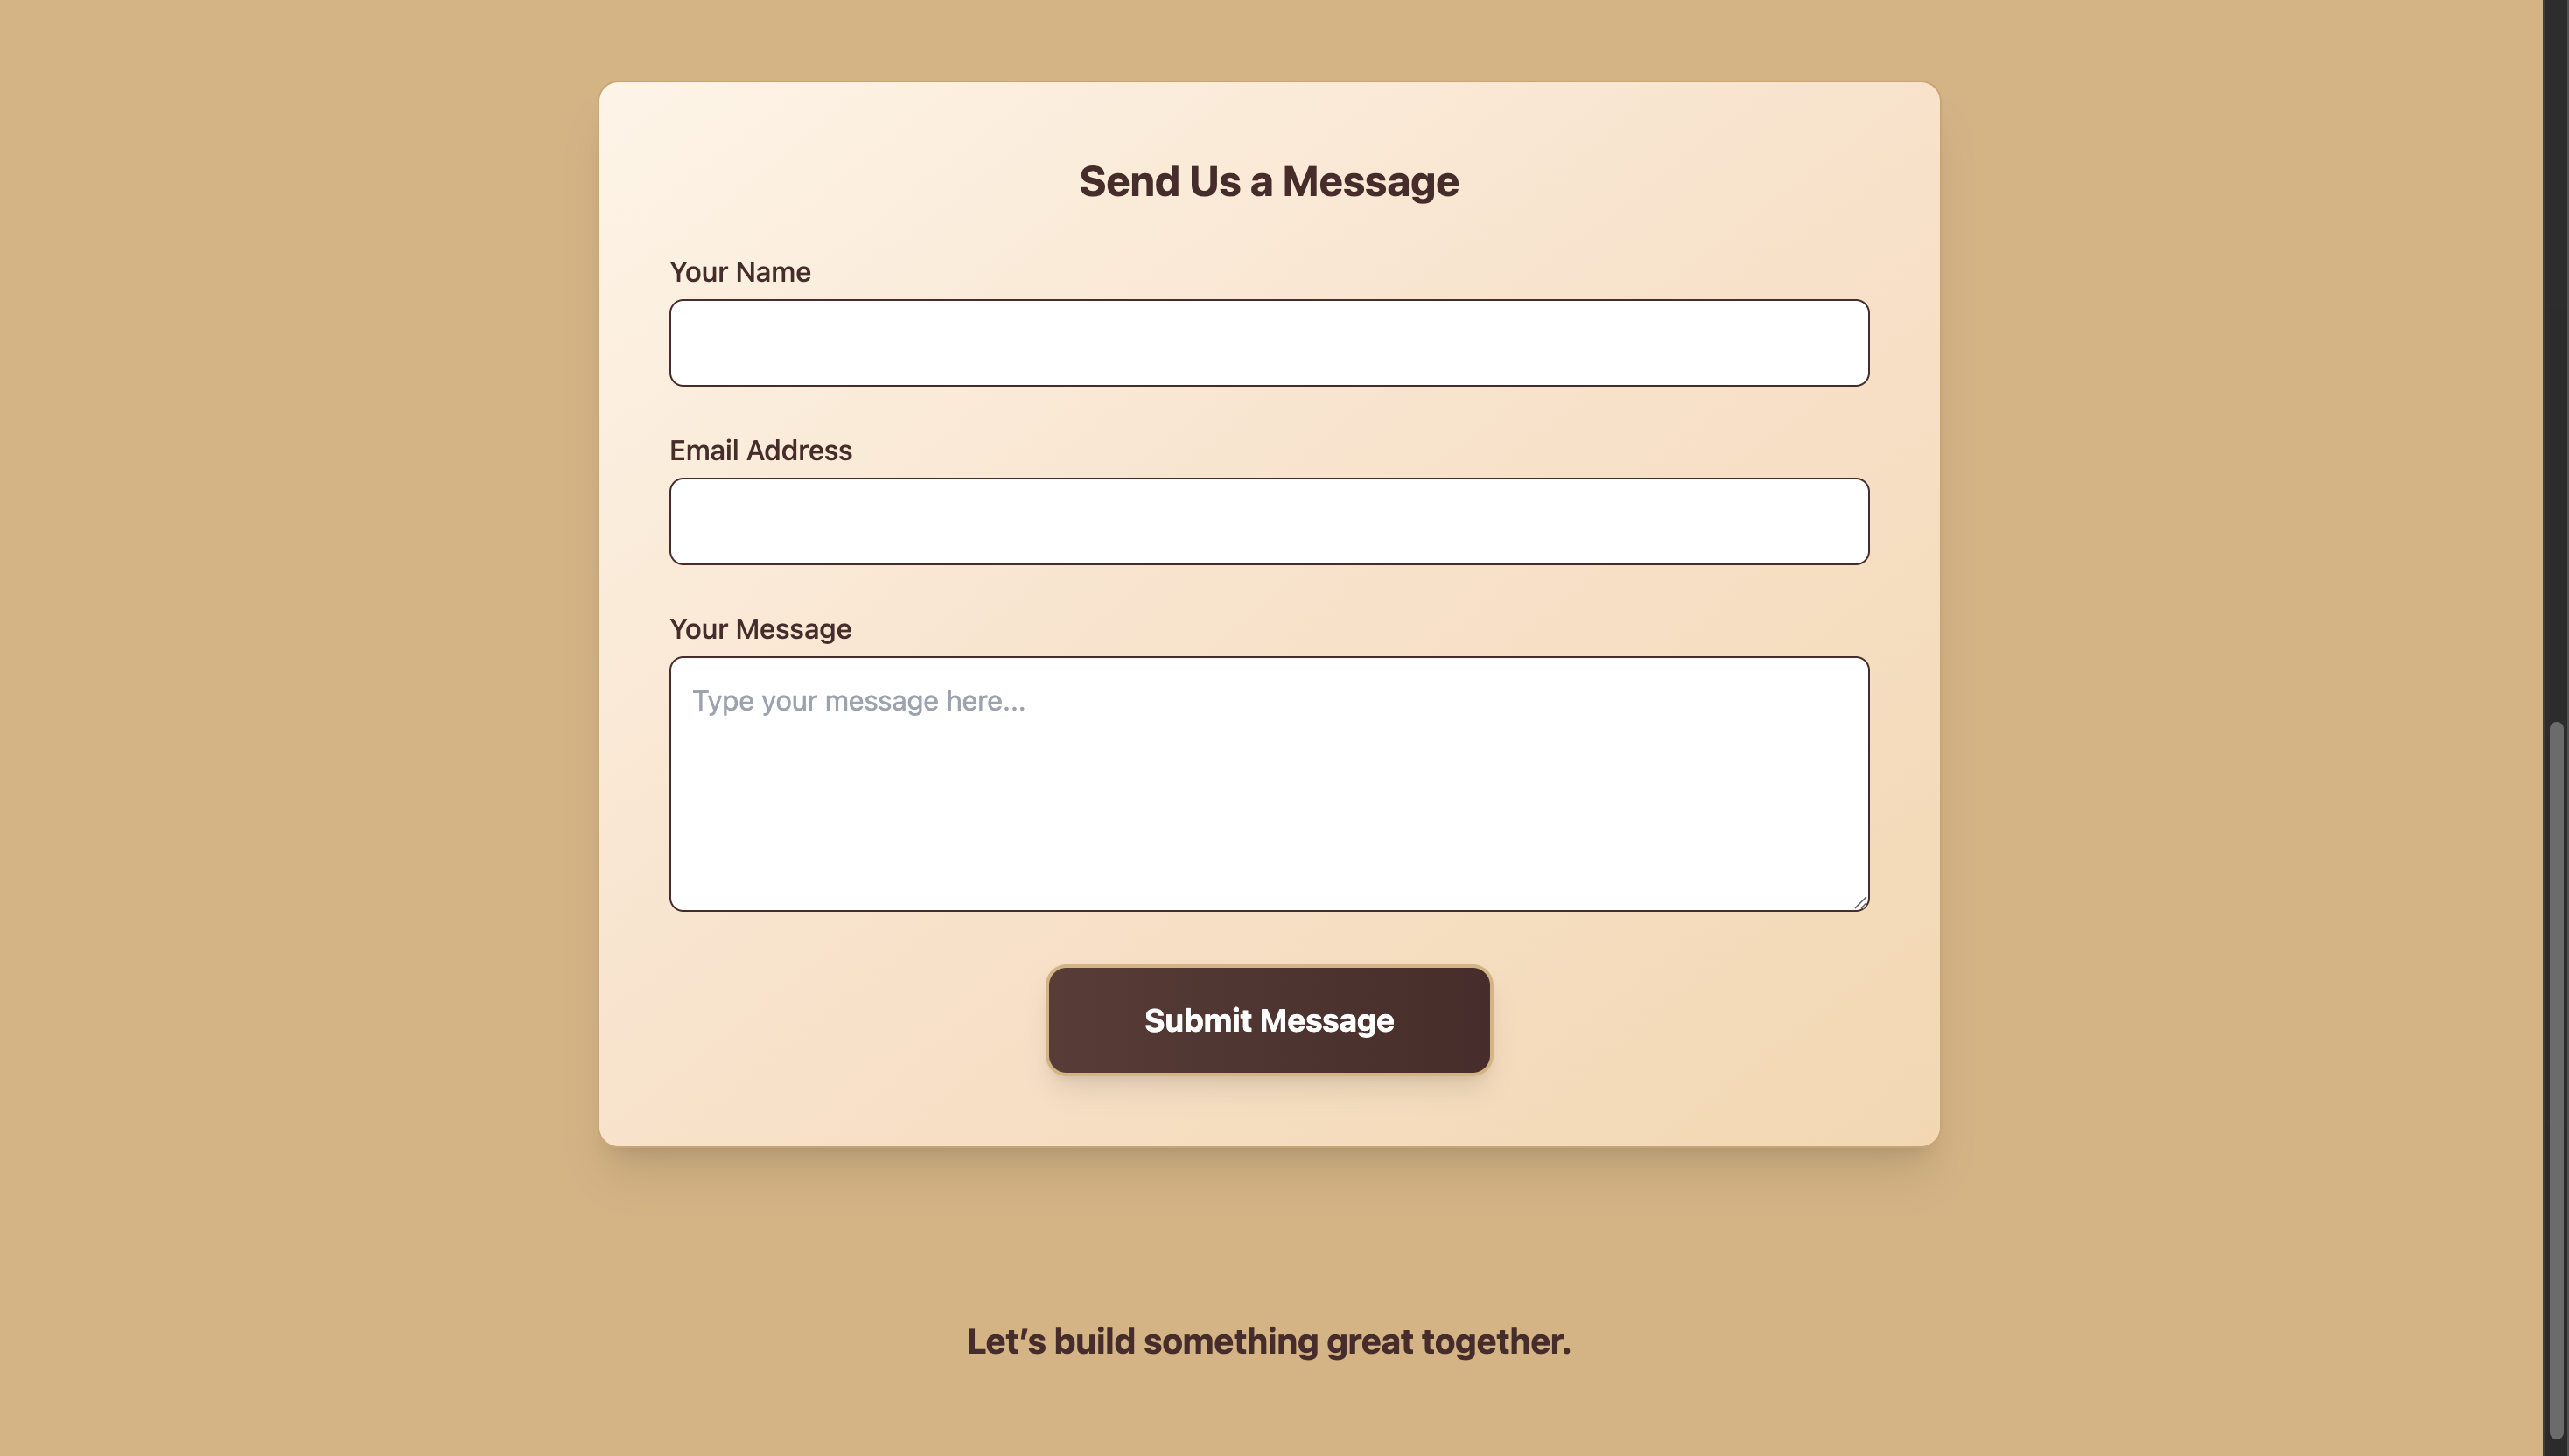 Send Us a Message
Your Name
Email Address
Your Message
Type your message here...
Submit Message
Let’s build something great together.